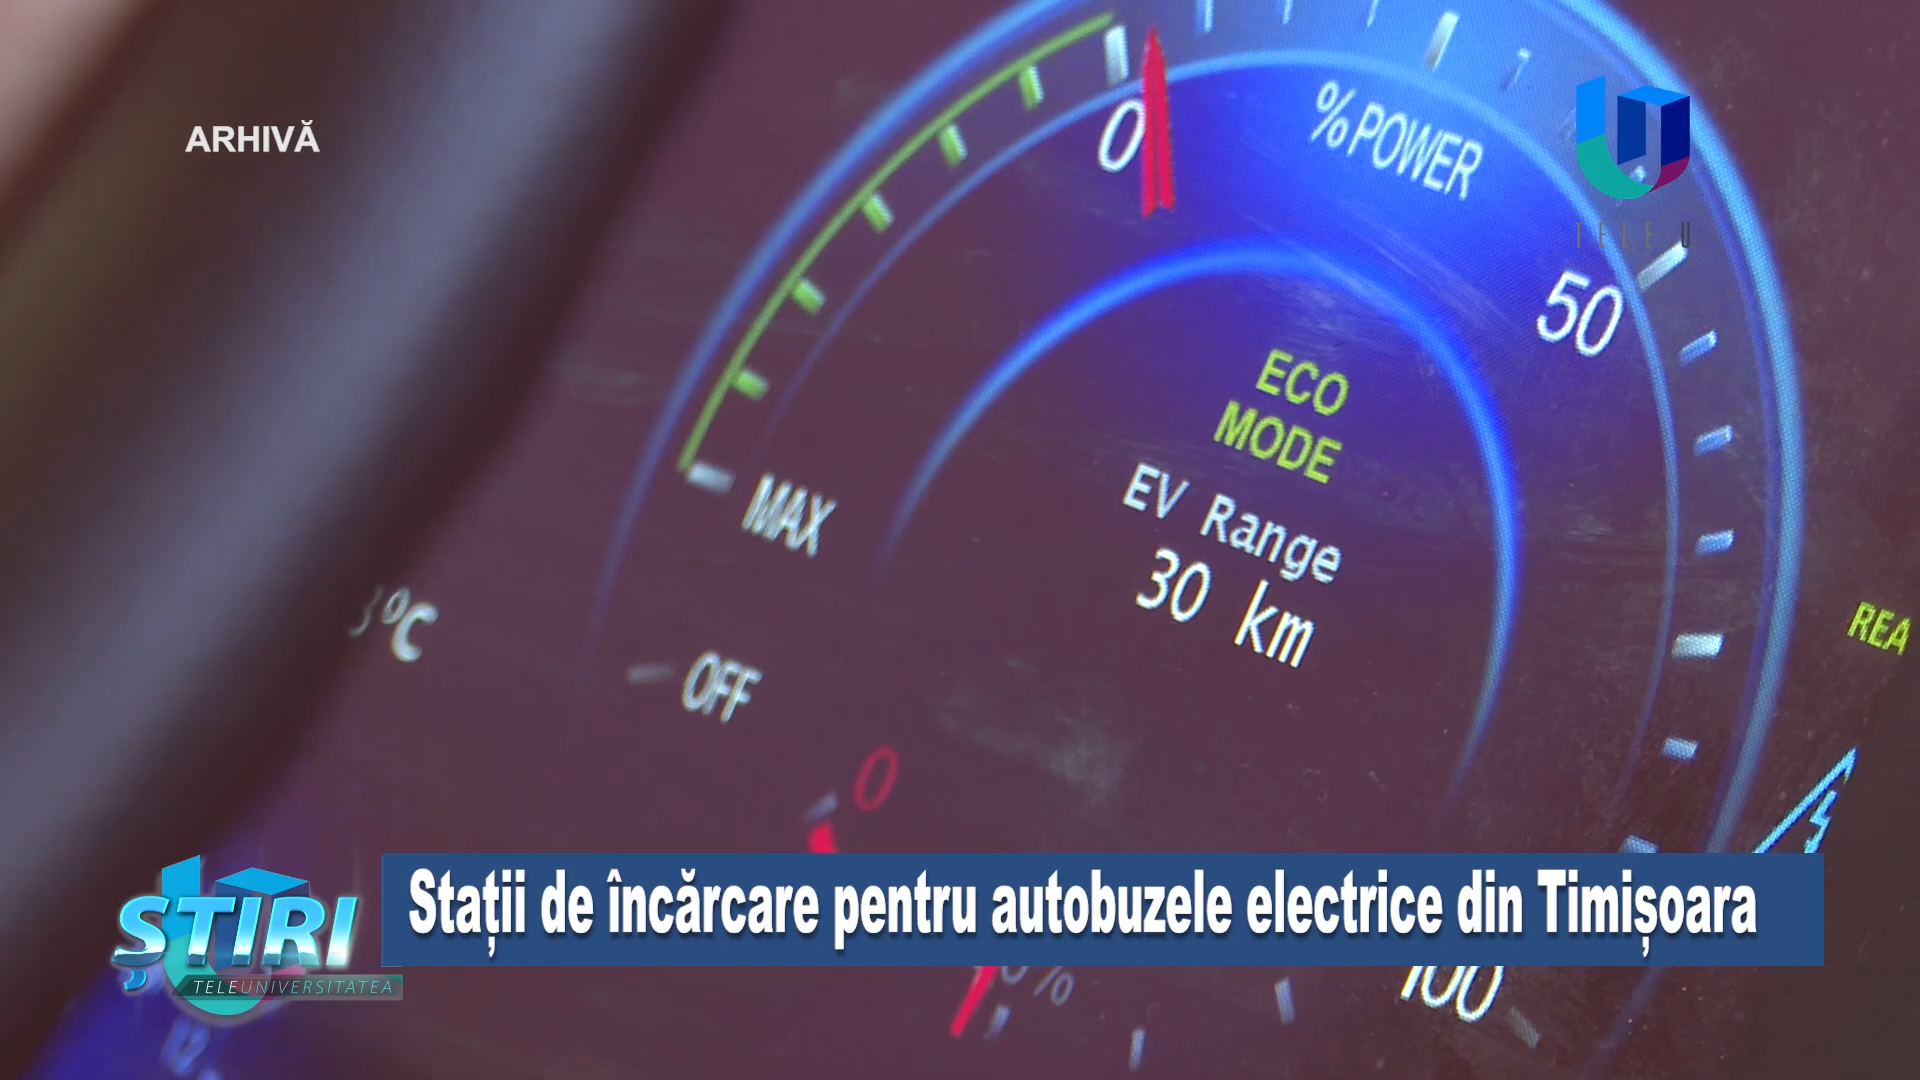 ARHIVĂ
0
%POWER
TELE U
50
ECO
MODE
EV Range
30 km
MAX
°C
OFF
0
REA
Stații de încărcare pentru autobuzele electrice din Timișoara
ȘTIRI
TELEUNIVERSITATEA
%
100